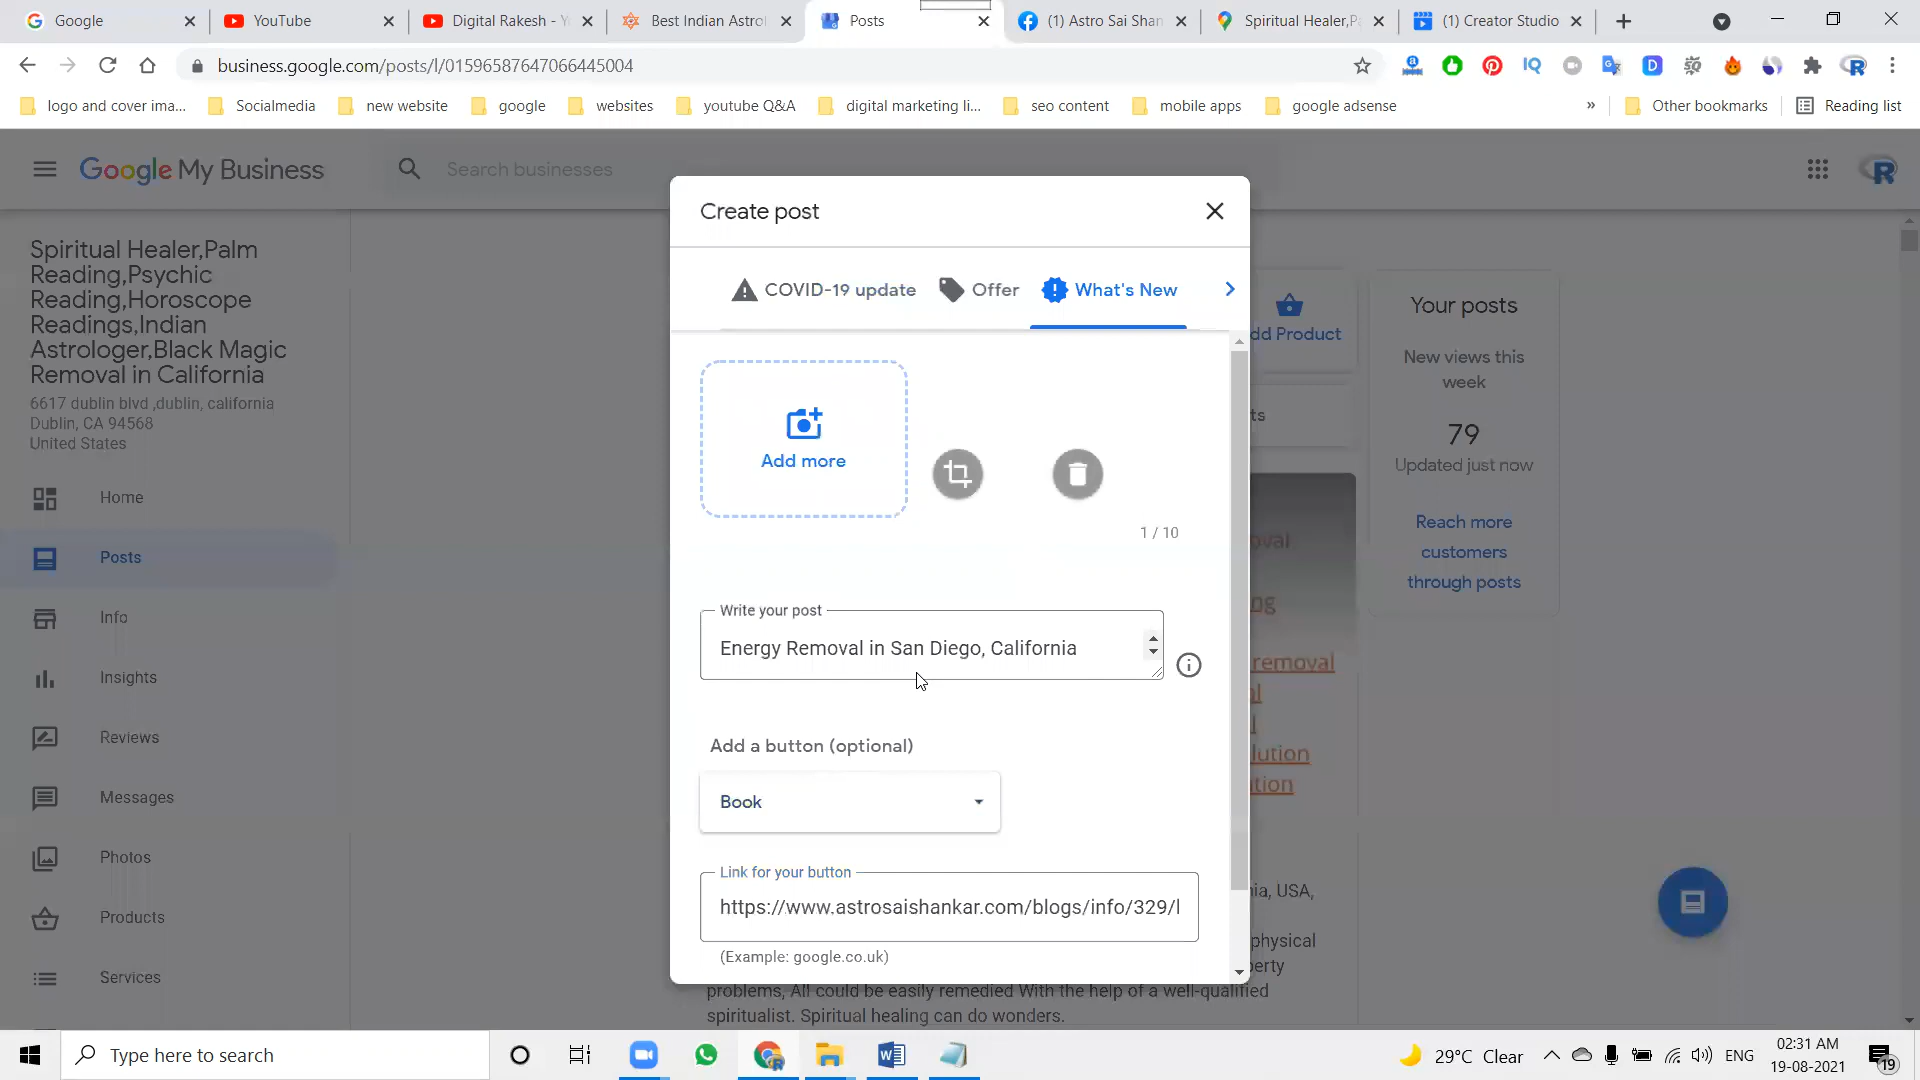 Google
YouTube
Digital Rakesh - Y
Best Indian Astrol
Posts
(1) Astro Sai Shan
Spiritual Healer,Pa
(1) Creator Studio
business.google.com/posts/l/01596587647066445004
logo and cover ima...
Socialmedia
new website
google
websites
youtube Q&A
digital marketing li...
seo content
mobile apps
google adsense
»
Other bookmarks
Reading list
Google My Business
Search businesses
Spiritual Healer,Palm
Reading,Psychic
Reading,Horoscope
Readings,Indian
Astrologer,Black Magic
Removal in California
6617 dublin blvd ,dublin, california
Dublin, CA 94568
United States
Home
Posts
Info
Insights
Reviews
Messages
Photos
Products
Services
Create post
COVID-19 update
Offer
What's New
Add more
1 / 10
Write your post
Energy Removal in San Diego, California
Add a button (optional)
Book
Link for your button
https://www.astrosaishankar.com/blogs/info/329/l
(Example: google.co.uk)
dd Product
ts
oval
ng
removal
l
l
lution
tion
nia, USA,
physical
perty
problems, All could be easily remedied With the help of a well-qualified
spiritualist. Spiritual healing can do wonders.
Your posts
New views this
week
79
Updated just now
Reach more
customers
through posts
Type here to search
29°C Clear
ENG
02:31 AM
19-08-2021
19